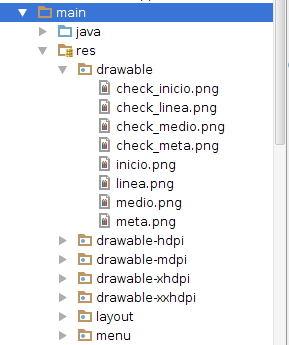 main
java
res
drawable
check_inicio.png
check_linea.png
check_medio.png
check_meta.png
inicio.png
linea.png
medio.png
meta.png
drawable-hdpi
drawable-mdpi
drawable-xhdpi
drawable-xxhdpi
layout
menu